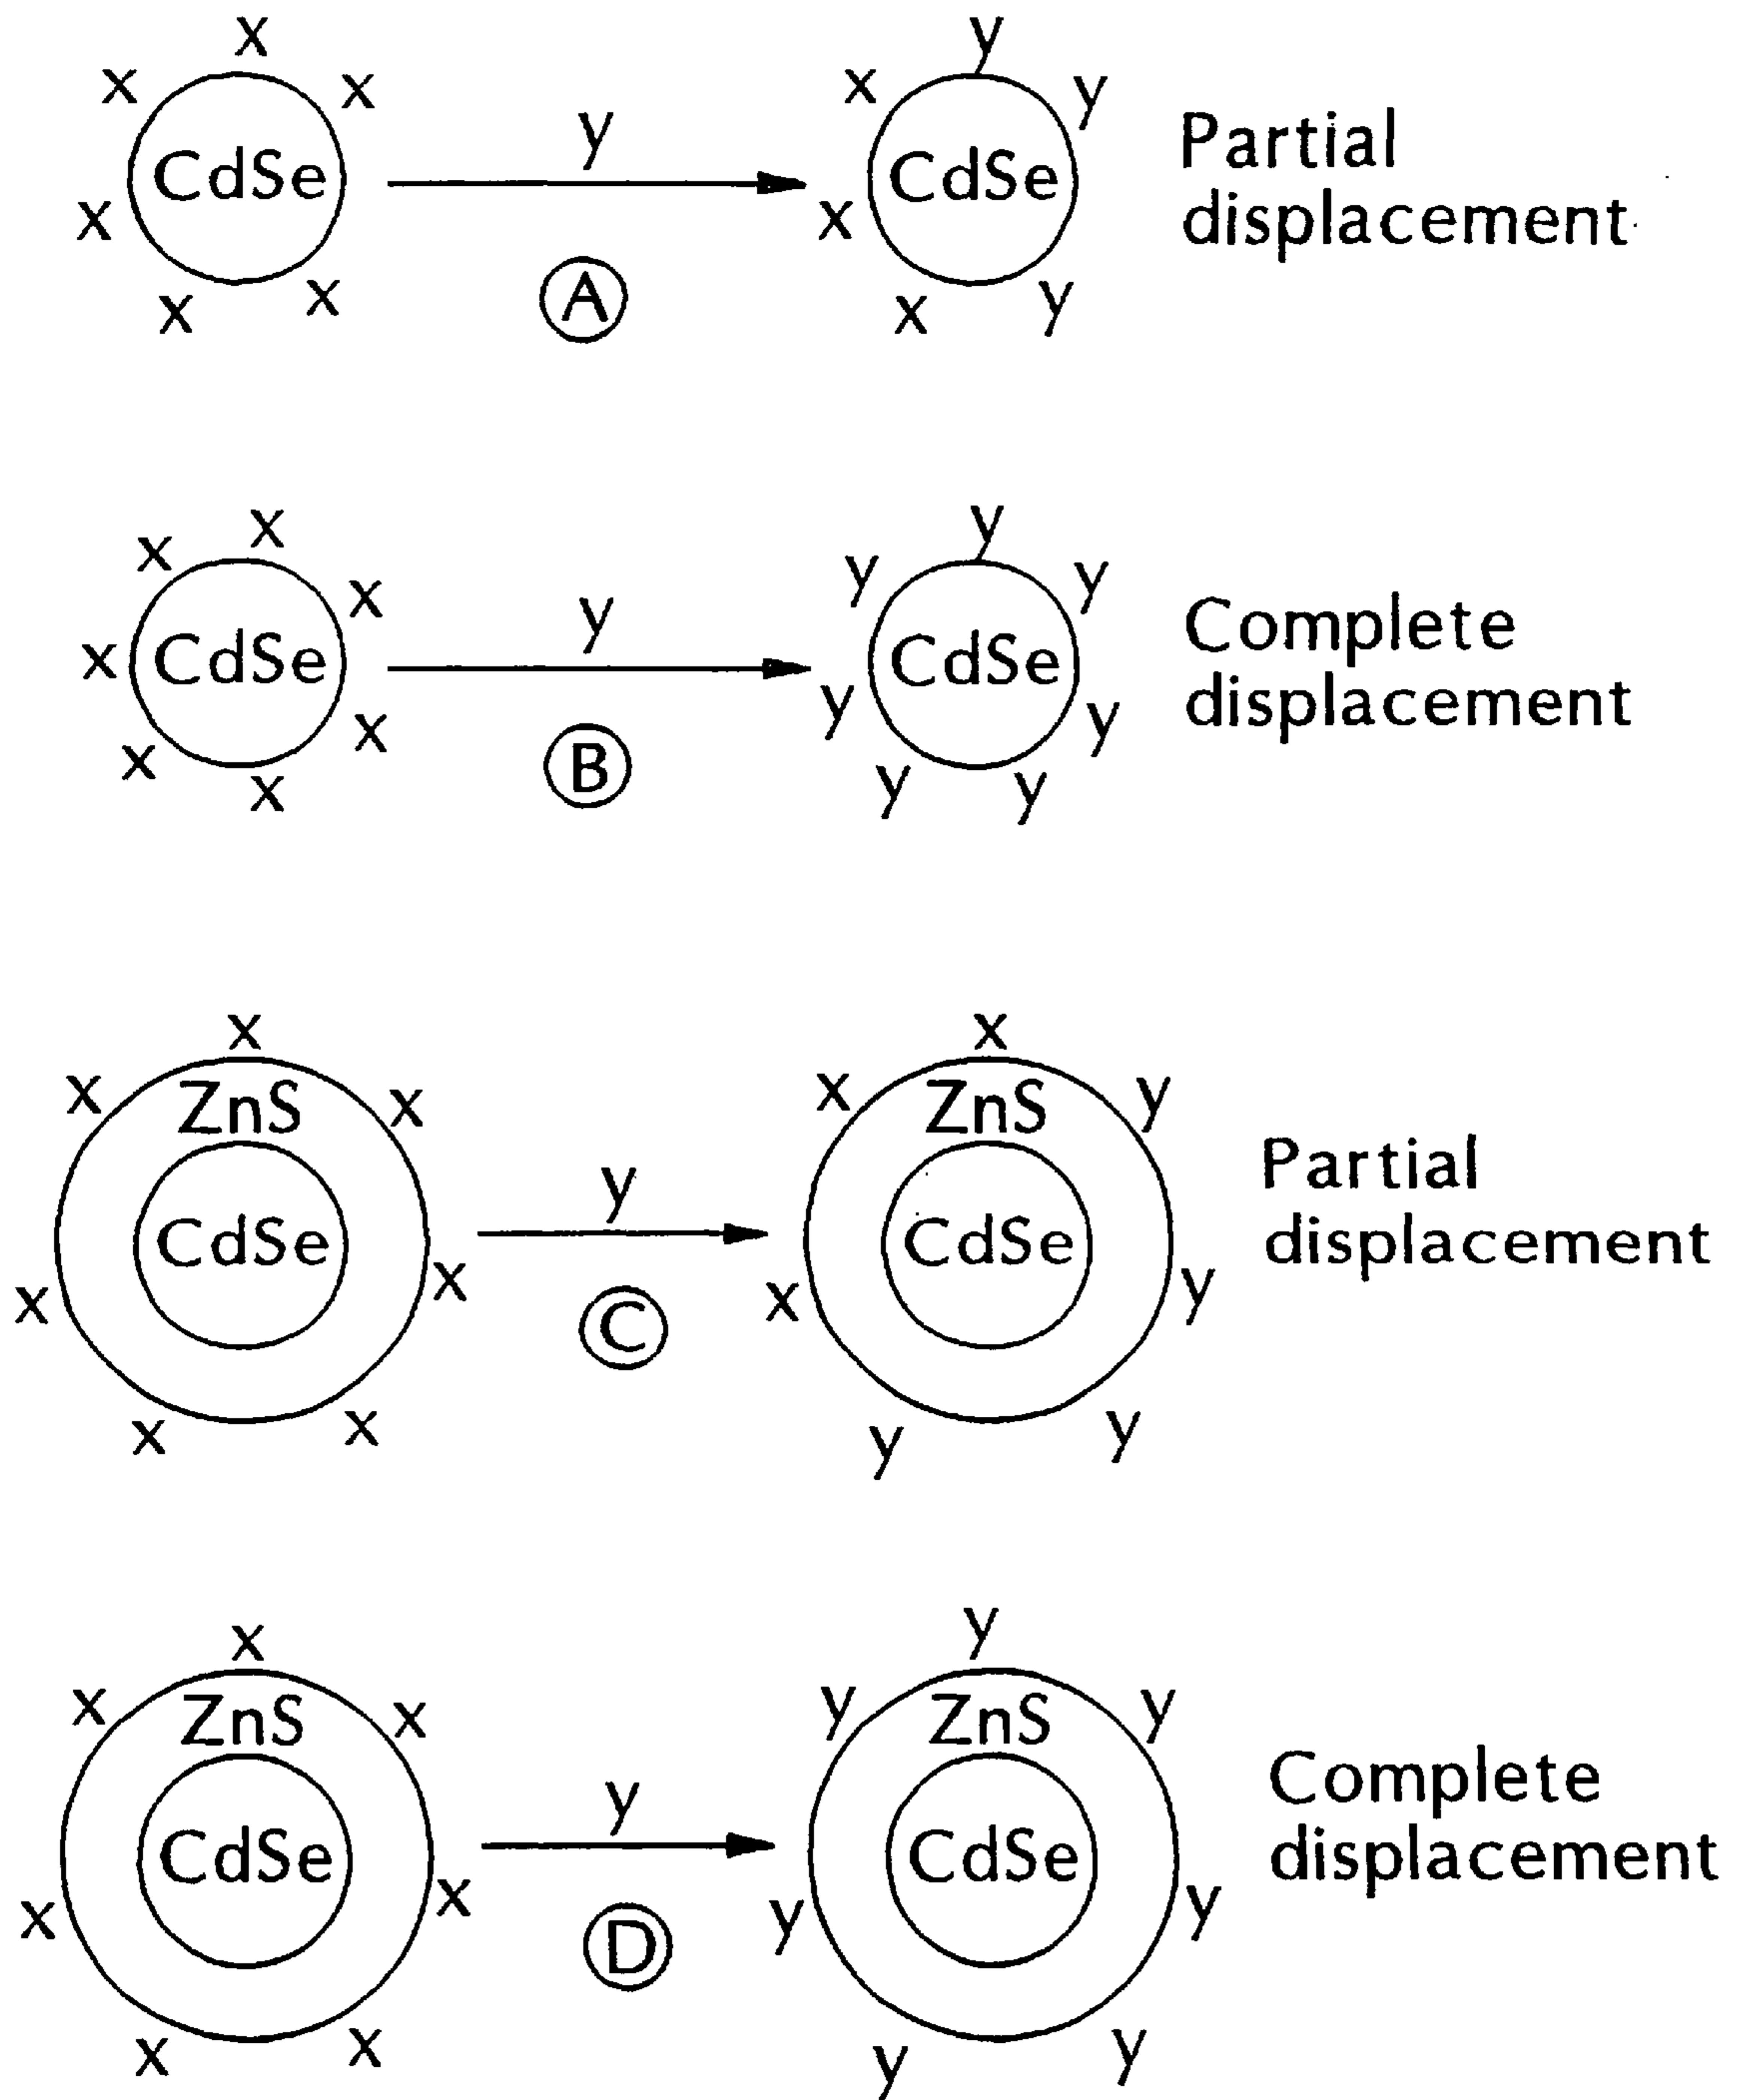 x y
x x y x y
CdSe CdSe Partial
x x displacement
A
x x x y
x x y y
x y
CdSe CdSe Complete
x y displacement
x x y y
x B y y
x x
x ZnS x x ZnS y
y Partial
CdSe CdSe displacement
x x x y
C
x x y y
x y
x ZnS x y ZnS y
y Complete
CdSe CdSe displacement
x x y y
D
x x y y